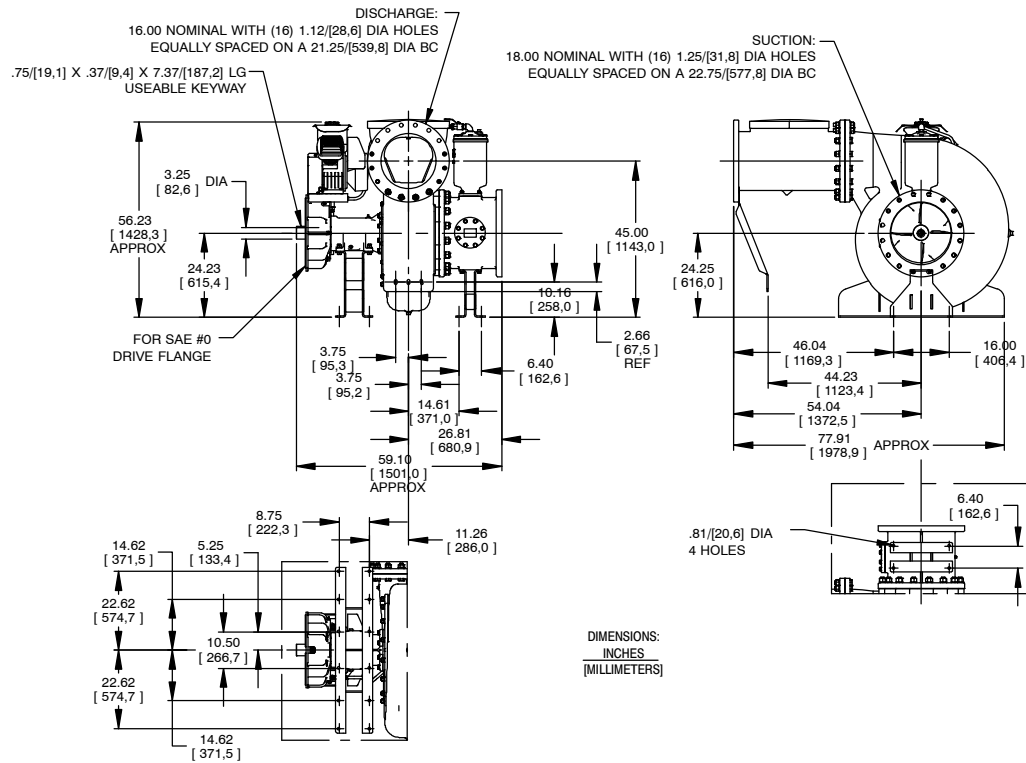 DISCHARGE:
16.00 NOMINAL WITH (16) 1.12/[28,6] DIA HOLES
EQUALLY SPACED ON A 21.25/[539,8] DIA BC
SUCTION:
18.00 NOMINAL WITH (16) 1.25/[31,8] DIA HOLES
EQUALLY SPACED ON A 22.75/[577,8] DIA BC
.75/[19,1] X .37/[9,4] X 7.37/[187,2] LG
USEABLE KEYWAY
3.25
[ 82,6 ]
DIA
56.23
[ 1428,3 ]
APPROX
24.23
[ 615,4 ]
FOR SAE #0
DRIVE FLANGE
45.00
[ 1143,0 ]
10.16
[ 258,0 ]
2.66
[ 67,5 ]
REF
3.75
[ 95,3 ]
3.75
[ 95,2 ]
6.40
[ 162,6 ]
14.61
[ 371,0 ]
26.81
[ 680,9 ]
59.10
[ 1501,0 ]
APPROX
24.25
[ 616,0 ]
46.04
[ 1169,3 ]
16.00
[ 406,4 ]
44.23
[ 1123,4 ]
54.04
[ 1372,5 ]
77.91
[ 1978,9 ]
APPROX
8.75
[ 222,3 ]
11.26
[ 286,0 ]
14.62
[ 371,5 ]
5.25
[ 133,4 ]
22.62
[ 574,7 ]
10.50
[ 266,7 ]
22.62
[ 574,7 ]
14.62
[ 371,5 ]
6.40
[ 162,6 ]
.81/[20,6] DIA
4 HOLES
DIMENSIONS:
INCHES
[MILLIMETERS]